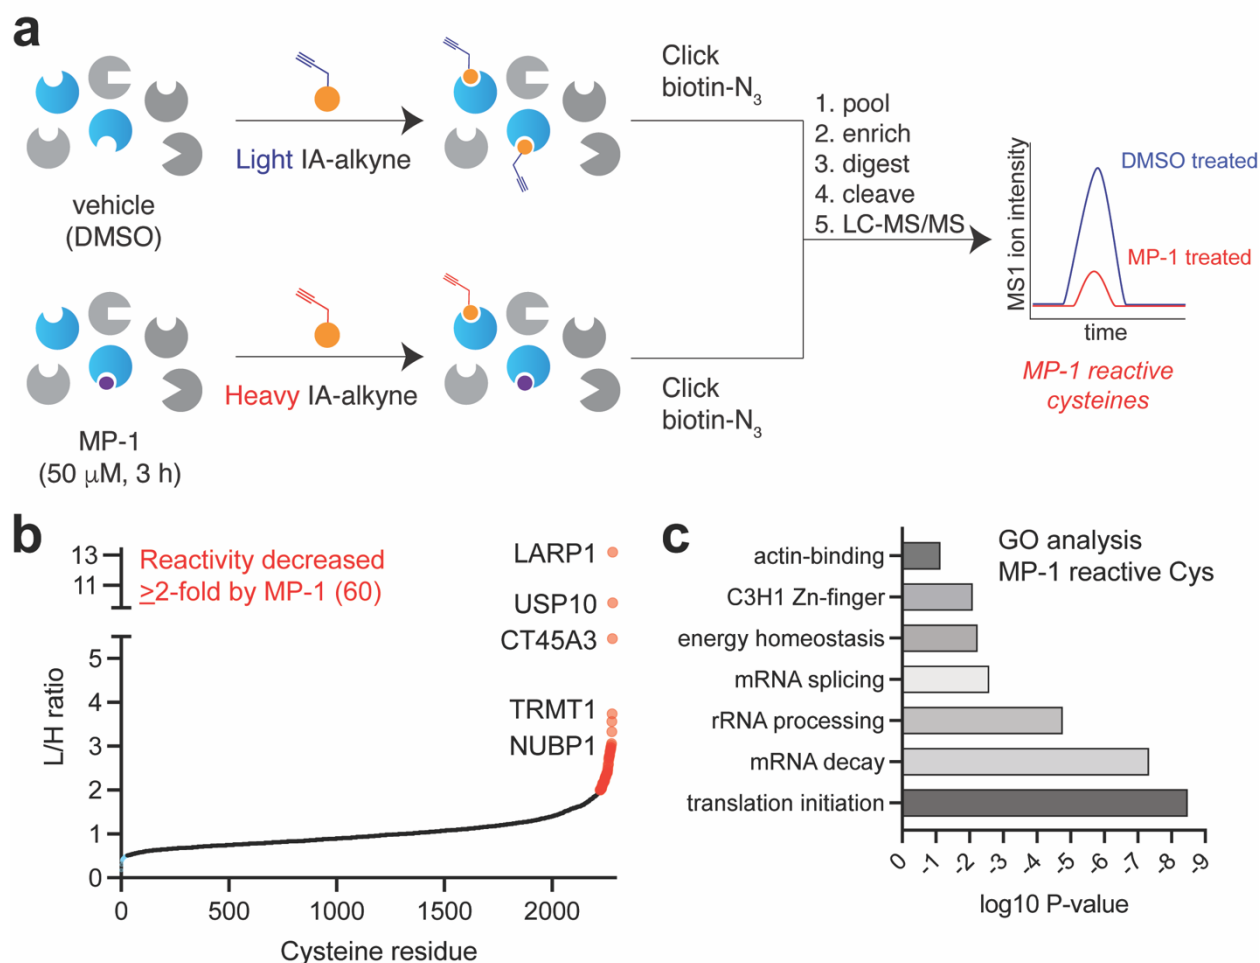 a
Light IA-alkyne
vehicle
(DMSO)
Click
biotin-N3
1. pool
2. enrich
3. digest
4. cleave
5. LC-MS/MS
Heavy IA-alkyne
Click
biotin-N3
MP-1
(50 μM, 3 h)
MS1 ion intensity
DMSO treated
MP-1 treated
time
MP-1 reactive
cysteines
b
13
11
5
4
3
2
1
0
L/H ratio
Reactivity decreased
≥2-fold by MP-1 (60)
LARP1
USP10
CT45A3
TRMT1
NUBP1
0 500 1000 1500 2000
Cysteine residue
c
GO analysis
MP-1 reactive Cys
actin-binding
C3H1 Zn-finger
energy homeostasis
mRNA splicing
rRNA processing
mRNA decay
translation initiation
0 -1 -2 -3 -4 -5 -6 -7 -8 -9
log10 P-value